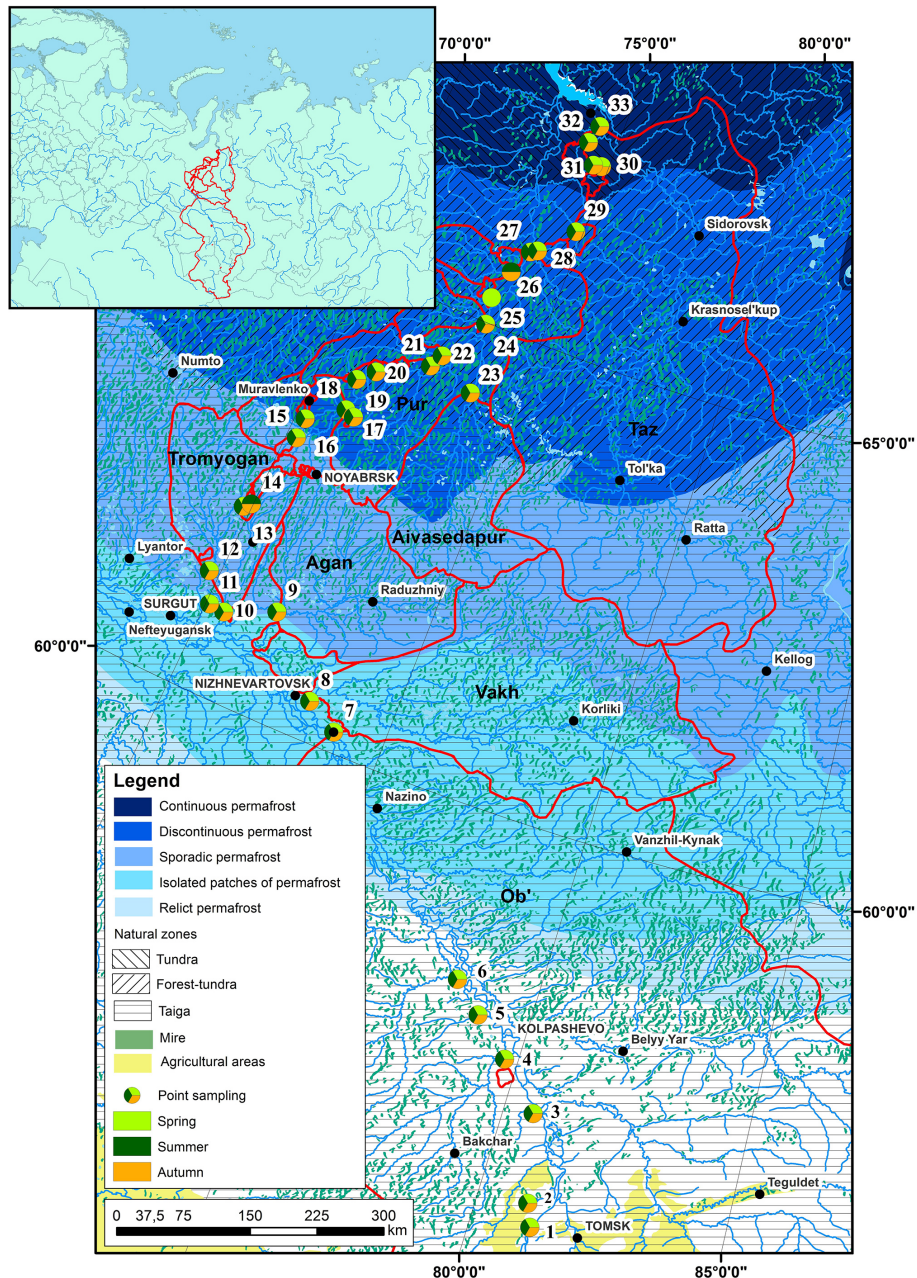 70°0'0" 75°0'0" 80°0'0"
33
32
31 30
29
Sidorovsk
27
28
26
Krasnosel'kup
25
24
21
22
Numto
20
Muravlenko 18
23
19
Pur
15
17
Taz
16
65°0'0"
Tromyogan
NOYABRSK
Tol'ka
14
13
Ratta
Aivasedapur
Lyantor 12
Agan
11
9
Raduzhniy
SURGUT
10
Nefteyugansk
60°0'0"
Kellog
8
NIZHNEVARTOVSK
Vakh
7
Korliki
Legend
Continuous permafrost
Discontinuous permafrost
Sporadic permafrost
Isolated patches of permafrost
Relict permafrost
Natural zones
Tundra
Forest-tundra
Taiga
Mire
Agricultural areas
Point sampling
Spring
Summer
Autumn
0 37,5 75 150 225 300
km
Nazino
Vanzhil-Kynak
Ob'
60°0'0"
6
5
KOLPASHEVO
Belyy Yar
4
3
Bakchar
Teguldet
2
1
TOMSK
80°0'0" 85°0'0"